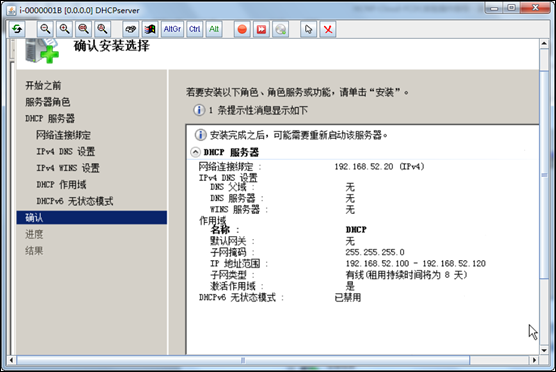 i-0000001B [0.0.0.0] DHCPserver
AltGr Ctrl Alt
确认安装选择
开始之前
服务器角色
DHCP 服务器
网络连接绑定
IPv4 DNS 设置
IPv4 WINS 设置
DHCP 作用域
DHCPv6 无状态模式
确认
进度
结果
若要安装以下角色、角色服务或功能，请单击“安装”。
1 条提示性消息显示如下
安装完成之后，可能需要重新启动该服务器。
DHCP 服务器
网络连接绑定 : 192.168.52.20 (IPv4)
IPv4 DNS 设置
DNS 父域 : 无
DNS 服务器 : 无
WINS 服务器 : 无
作用域
名称 : DHCP
默认网关 : 无
子网掩码 : 255.255.255.0
IP 地址范围 : 192.168.52.100 - 192.168.52.120
子网类型 : 有线(租用持续时间将为 8 天)
激活作用域 : 是
DHCPv6 无状态模式 : 已禁用